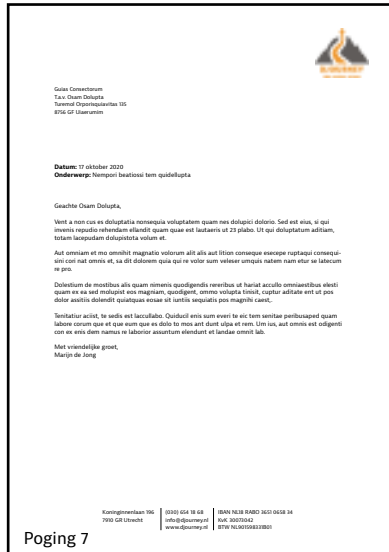 DJOURNEY
Guias Consectorum
T.a.v. Osam Dolupta
Turemol Orporisquiavitas 135
8756 GF Ulaerumim
Datum: 17 oktober 2020
Onderwerp: Nempori beatiossi tem quidellupta
Geachte Osam Dolupta,
Vent a non cus es doluptatia nonsequia voluptatem quam nes dolupici dolorio. Sed est eius, si qui
invenis repudio rehendam ellandit quam quae est lautaeris ut 23 plabo. Ut qui doluptatum aditiam,
totam lacepudam dolupistota volum et.
Aut omniam et mo omnihit magnatio volorum alit alis aut lition conseque esecepe ruptaqui consequi-
sini cori nat omnis et, sa dit dolorem quia qui re volor sum veleser umquis natem nam etur se latecum
re pro.
Dolestium de mostibus alis quam nimenis quodigendis rereribus ut hariat accullo omniaestibus elesti
quam ex ea sed molupist eos magniam, quodigent, ommo volupta tinisit, cuptur aditate ent ut pos
dolor assitiis dolendit quiatquas eosae sit iuntiis sequiatis pos magnihi caest,.
Tenitatiur aciist, te sedis est laccullabo. Quiducil enis sum everi te eic tem senitae peribusaped quam
labore corum que et que eum que es dolo to mos ant dunt ulpa et rem. Um ius, aut omnis est odigenti
con ex enis dem namus re laborior assuntum elendunt et landae omnit lab.
Met vriendelijke groet,
Marijn de Jong
Koninginnenlaan 196
7910 GR Utrecht
(030) 654 18 68
info@djourney.nl
www.djourney.nl
IBAN NL18 RABO 3651 0658 34
KvK 30073042
BTW NL901598331B01
Poging 7